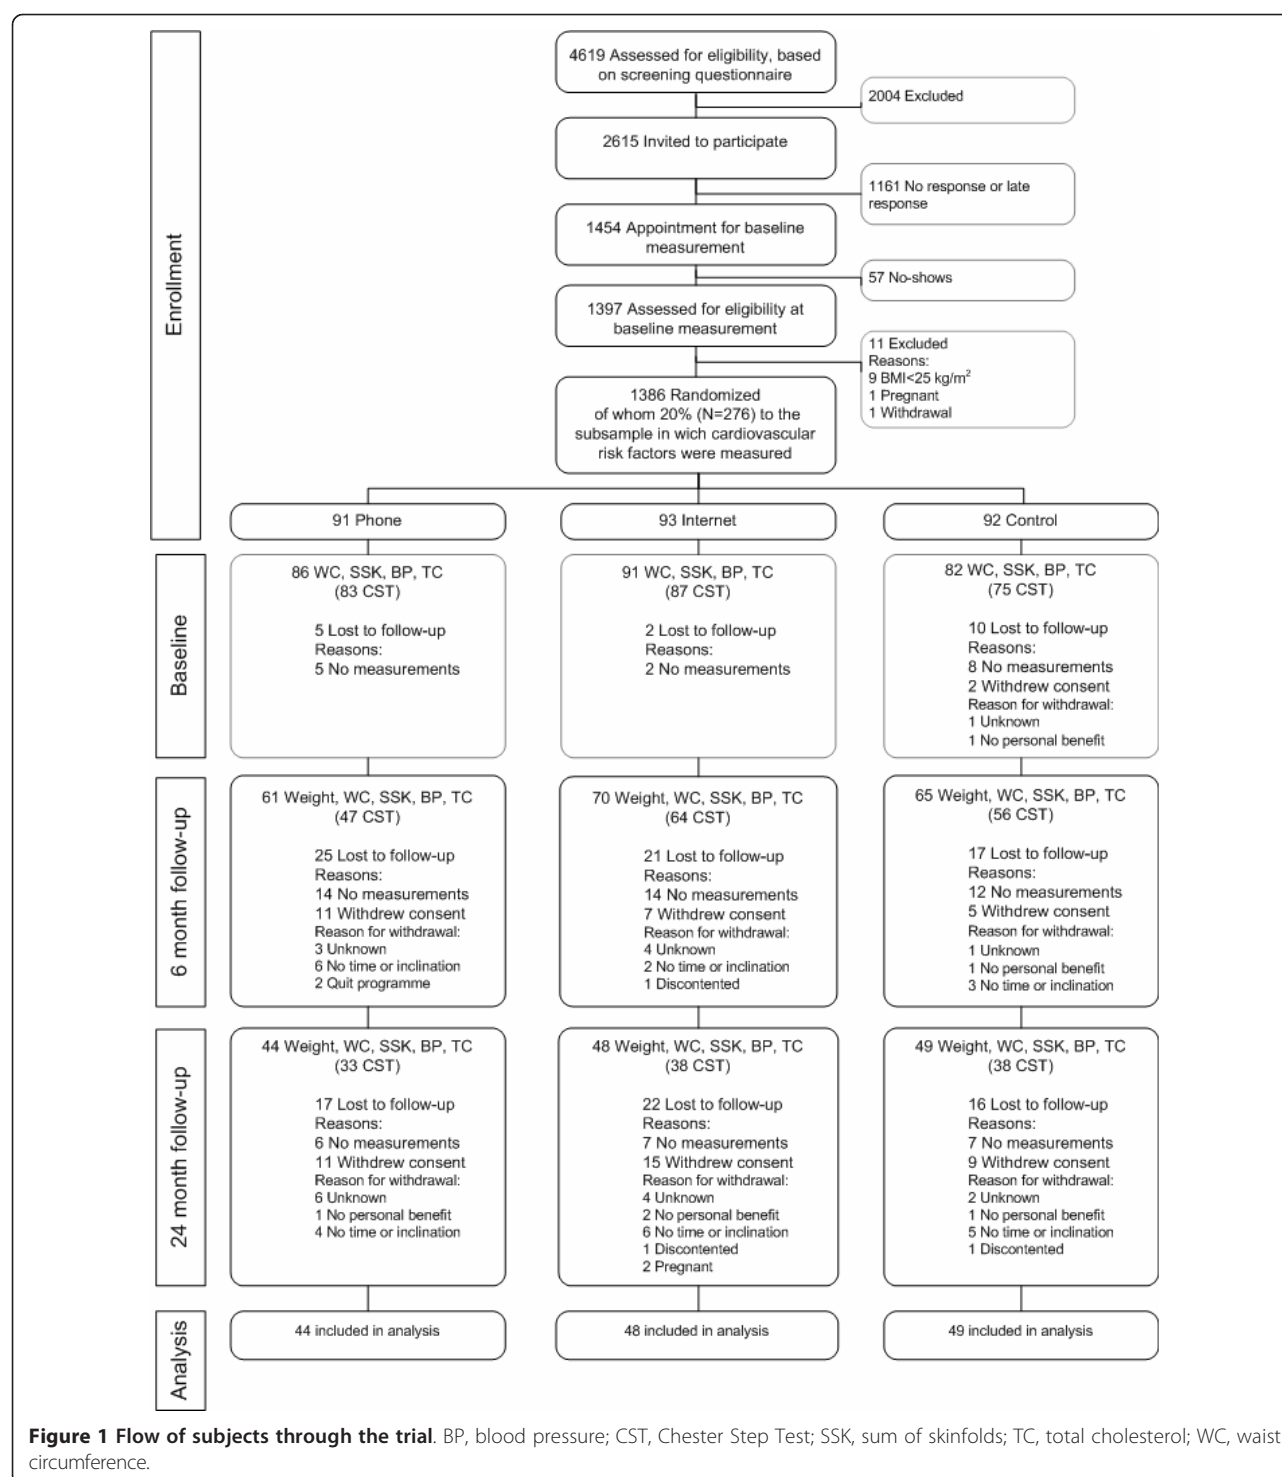 Enrollment
4619 Assessed for eligibility, based
on screening questionnaire
2004 Excluded
2615 Invited to participate
1161 No response or late
response
1454 Appointment for baseline
measurement
57 No-shows
1397 Assessed for eligibility at
baseline measurement
11 Excluded
Reasons:
9 BMI<25 kg/m²
1 Pregnant
1 Withdrawal
1386 Randomized
of whom 20% (N=276) to the
subsample in wich cardiovascular
risk factors were measured
91 Phone
93 Internet
92 Control
Baseline
86 WC, SSK, BP, TC
(83 CST)
5 Lost to follow-up
Reasons:
5 No measurements
91 WC, SSK, BP, TC
(87 CST)
2 Lost to follow-up
Reasons:
2 No measurements
82 WC, SSK, BP, TC
(75 CST)
10 Lost to follow-up
Reasons:
8 No measurements
2 Withdrew consent
Reason for withdrawal:
1 Unknown
1 No personal benefit
6 month follow-up
61 Weight, WC, SSK, BP, TC
(47 CST)
25 Lost to follow-up
Reasons:
14 No measurements
11 Withdrew consent
Reason for withdrawal:
3 Unknown
6 No time or inclination
2 Quit programme
70 Weight, WC, SSK, BP, TC
(64 CST)
21 Lost to follow-up
Reasons:
14 No measurements
7 Withdrew consent
Reason for withdrawal:
4 Unknown
2 No time or inclination
1 Discontented
65 Weight, WC, SSK, BP, TC
(56 CST)
17 Lost to follow-up
Reasons:
12 No measurements
5 Withdrew consent
Reason for withdrawal:
1 Unknown
1 No personal benefit
3 No time or inclination
24 month follow-up
44 Weight, WC, SSK, BP, TC
(33 CST)
17 Lost to follow-up
Reasons:
6 No measurements
11 Withdrew consent
Reason for withdrawal:
6 Unknown
1 No personal benefit
4 No time or inclination
48 Weight, WC, SSK, BP, TC
(38 CST)
22 Lost to follow-up
Reasons:
7 No measurements
15 Withdrew consent
Reason for withdrawal:
4 Unknown
2 No personal benefit
6 No time or inclination
1 Discontented
2 Pregnant
49 Weight, WC, SSK, BP, TC
(38 CST)
16 Lost to follow-up
Reasons:
7 No measurements
9 Withdrew consent
Reason for withdrawal:
2 Unknown
1 No personal benefit
5 No time or inclination
1 Discontented
Analysis
44 included in analysis
48 included in analysis
49 included in analysis
Figure 1 Flow of subjects through the trial. BP, blood pressure; CST, Chester Step Test; SSK, sum of skinfolds; TC, total cholesterol; WC, waist
circumference.